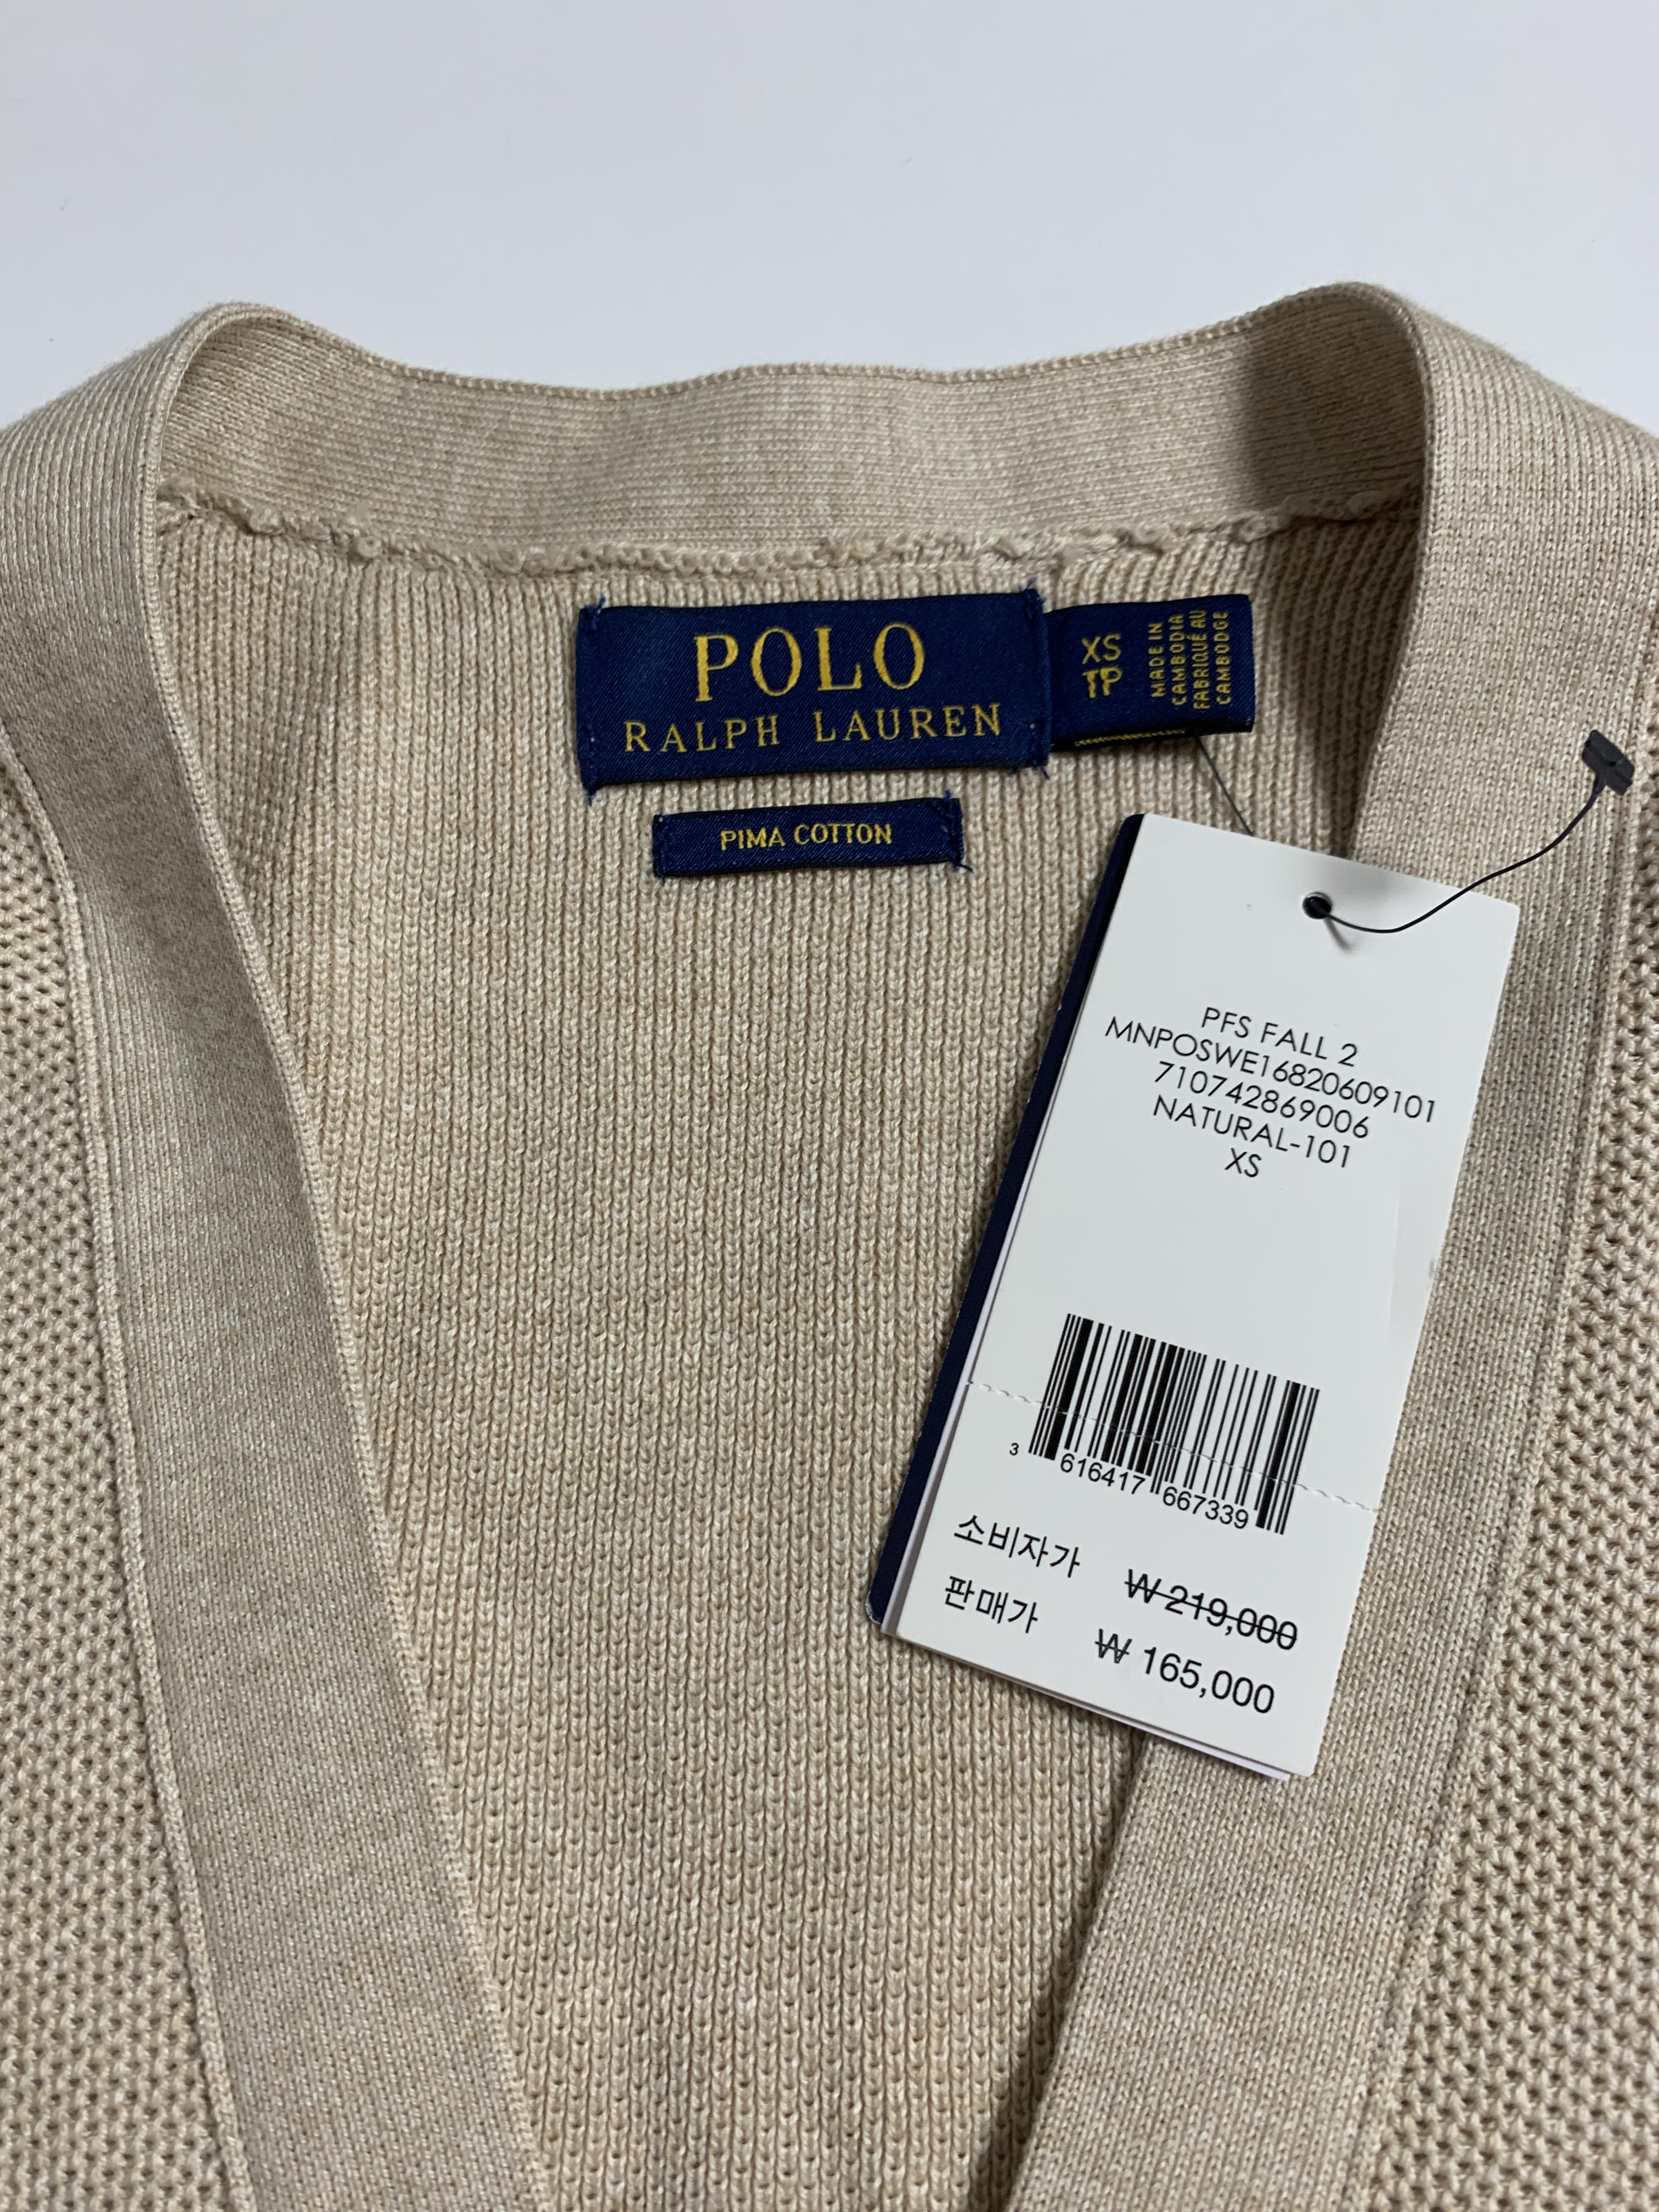 POLO
RALPH LAUREN
XS
TP
MADE IN
CAMBODIA
FABRIQUÉ AU
CAMBODGE
PIMA COTTON
PFS FALL 2
MNPOSWE16820609101
710742869006
NATURAL-101
XS
3 616417 667339
소비자가 ₩ 219,000
판매가 ₩ 165,000